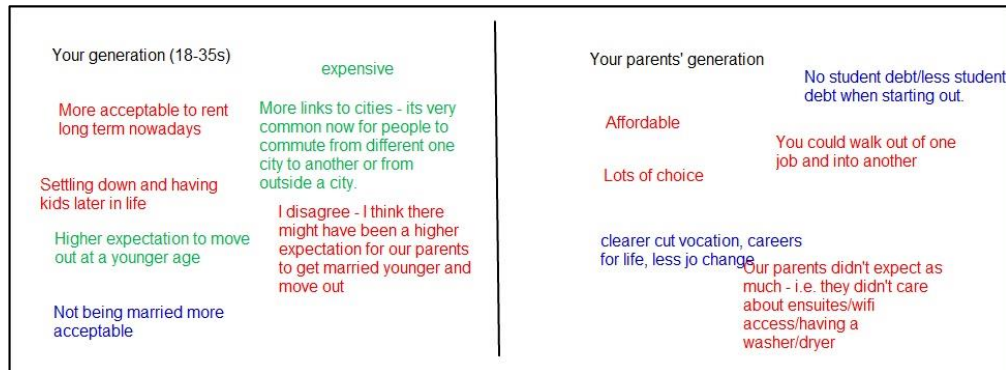 Your generation (18-35s)
expensive
More acceptable to rent
long term nowadays
More links to cities - its very
common now for people to
commute from different one
city to another or from
outside a city.
Settling down and having
kids later in life
Higher expectation to move
out at a younger age
I disagree - I think there
might have been a higher
expectation for our parents
to get married younger and
move out
Not being married more
acceptable
Your parents' generation
No student debt/less student
debt when starting out.
Affordable
You could walk out of one
job and into another
Lots of choice
clearer cut vocation, careers
for life, less jo change
Our parents didn't expect as
much - i.e. they didn't care
about ensuites/wifi
access/having a
washer/dryer